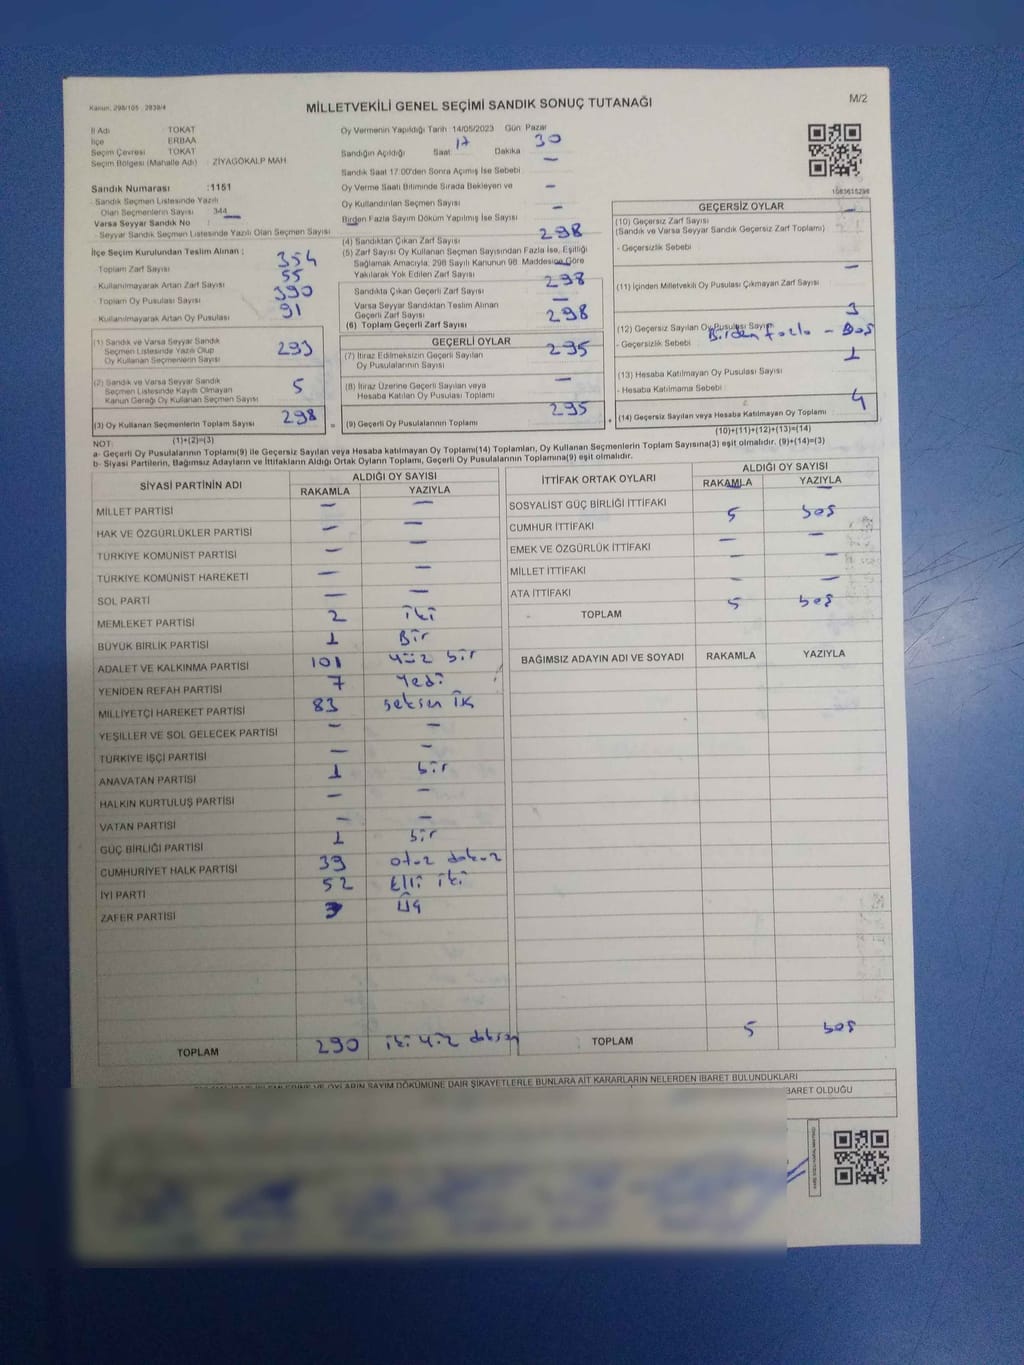 Kanun, 298/105 , 2839/4
MİLLETVEKİLİ GENEL SEÇİMİ SANDIK SONUÇ TUTANAĞI
M/2
İl Adı TOKAT
İlçe ERBAA
Seçim Çevresi TOKAT
Seçim Bölgesi (Mahalle Adı) : ZİYAGÖKALP MAH
Sandık Numarası :1151
- Sandık Seçmen Listesinde Yazılı
Olan Seçmenlerin Sayısı 344
Varsa Seyyar Sandık No : —
- Seyyar Sandık Seçmen Listesinde Yazılı Olan Seçmen Sayısı
Oy Vermenin Yapıldığı Tarih :14/05/2023 Gün Pazar
Sandığın Açıldığı Saat 17 Dakika 30
Sandık Saat 17.00'den Sonra Açımış İse Sebebi —
Oy Verme Saati Bitiminde Sırada Bekleyen ve —
Oy Kullandırılan Seçmen Sayısı —
Birden Fazla Sayım Döküm Yapılmış İse Sayısı
İlçe Seçim Kurulundan Teslim Alınan ;
Toplam Zarf Sayısı 354
- Kullanılmayarak Artan Zarf Sayısı 55
Toplam Oy Pusulası Sayısı 390
- Kullanılmayarak Artan Oy Pusulası 91
(1) Sandık ve Varsa Seyyar Sandık
Seçmen Listesinde Yazılı Olup
Oy Kullanan Seçmenlerin Sayısı 293
(2) Sandık ve Varsa Seyyar Sandık
Seçmen Listesinde Kayıtlı Olmayan
Kanun Gereği Oy Kullanan Seçmen Sayısı 5
(3) Oy Kullanan Seçmenlerin Toplam Sayısı 298
(1)+(2)=(3)
(4) Sandıktan Çıkan Zarf Sayısı 298
(5) Zarf Sayısı Oy Kullanan Seçmen Sayısından Fazla İse, Eşitliği
Sağlamak Amacıyla, 298 Sayılı Kanunun 98. Maddesine Göre
Yakılarak Yok Edilen Zarf Sayısı —
Sandıkta Çıkan Geçerli Zarf Sayısı 298
Varsa Seyyar Sandıktan Teslim Alınan
Geçerli Zarf Sayısı —
(6) Toplam Geçerli Zarf Sayısı 298
GEÇERLİ OYLAR
(7) İtiraz Edilmeksizin Geçerli Sayılan
Oy Pusulalarının Sayısı 295
(8) İtiraz Üzerine Geçerli Sayılan veya
Hesaba Katılan Oy Pusulası Toplamı —
= (9) Geçerli Oy Pusulalarının Toplamı 295
1083615298
GEÇERSİZ OYLAR
(10) Geçersiz Zarf Sayısı —
(Sandık ve Varsa Seyyar Sandık Geçersiz Zarf Toplamı)
- Geçersizlik Sebebi :
(11) İçinden Milletvekili Oy Pusulası Çıkmayan Zarf Sayısı —
(12) Geçersiz Sayılan Oy Pusulası Sayısı 3
- Geçersizlik Sebebi Birden fazla - Boş
(13) Hesaba Katılmayan Oy Pusulası Sayısı 1
- Hesaba Katılmama Sebebi :
+ (14) Geçersiz Sayılan veya Hesaba Katılmayan Oy Toplamı 4
(10)+(11)+(12)+(13)=(14)
NOT:
a- Geçerli Oy Pusulalarının Toplamı(9) ile Geçersiz Sayılan veya Hesaba katılmayan Oy Toplamı(14) Toplamları, Oy Kullanan Seçmenlerin Toplam Sayısına(3) eşit olmalıdır. (9)+(14)=(3)
b- Siyasi Partilerin, Bağımsız Adayların ve İttifakların Aldığı Ortak Oyların Toplamı, Geçerli Oy Pusulalarının Toplamına(9) eşit olmalıdır.
SİYASİ PARTİNİN ADI ALDIĞI OY SAYISI
RAKAMLA YAZIYLA
MİLLET PARTİSİ — —
HAK VE ÖZGÜRLÜKLER PARTİSİ — —
TÜRKİYE KOMÜNİST PARTİSİ — —
TÜRKİYE KOMÜNİST HAREKETİ — —
SOL PARTİ — —
MEMLEKET PARTİSİ 2 iki
BÜYÜK BİRLİK PARTİSİ 1 Bir
ADALET VE KALKINMA PARTİSİ 101 yüz bir
YENİDEN REFAH PARTİSİ 7 Yedi
MİLLİYETÇİ HAREKET PARTİSİ 83 seksen
YEŞİLLER VE SOL GELECEK PARTİSİ — —
TÜRKİYE İŞÇİ PARTİSİ — —
ANAVATAN PARTİSİ 1 bir
HALKIN KURTULUŞ PARTİSİ — —
VATAN PARTİSİ — —
GÜÇ BİRLİĞİ PARTİSİ 1 bir
CUMHURİYET HALK PARTİSİ 39 otuz dokuz
İYİ PARTİ 52 Elli iki
ZAFER PARTİSİ 3 Üç
TOPLAM 290 iki yüz doksan
İTTİFAK ORTAK OYLARI ALDIĞI OY SAYISI
RAKAMLA YAZIYLA
SOSYALİST GÜÇ BİRLİĞİ İTTİFAKI — —
CUMHUR İTTİFAKI 5 beş
EMEK VE ÖZGÜRLÜK İTTİFAKI — —
MİLLET İTTİFAKI — —
ATA İTTİFAKI — —
TOPLAM 5 beş
BAĞIMSIZ ADAYIN ADI VE SOYADI RAKAMLA YAZIYLA
TOPLAM 5 beş
OYLARIN SAYIM DÖKÜMÜNE DAİR ŞİKAYETLERLE BUNLARA AİT KARARLARIN NELERDEN İBARET BULUNDUKLARI
İBARET OLDUĞU